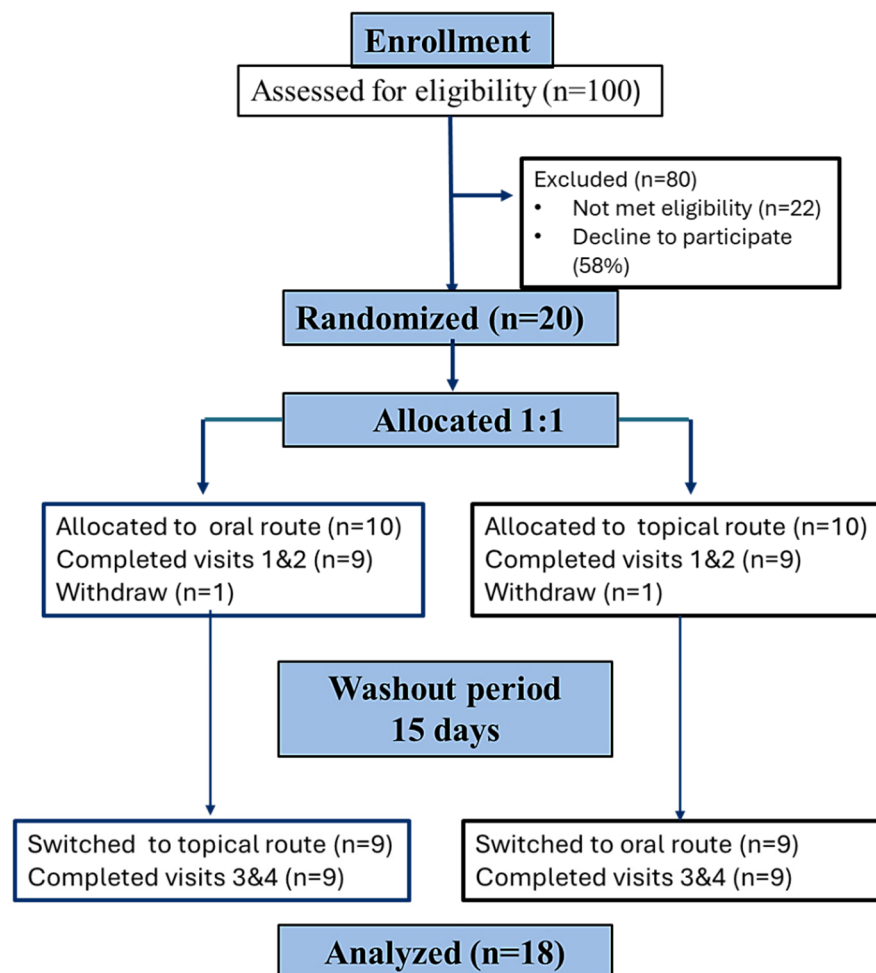 Enrollment
Assessed for eligibility (n=100)
Excluded (n=80)
• Not met eligibility (n=22)
• Decline to participate
(58%)
Randomized (n=20)
Allocated 1:1
Allocated to oral route (n=10)
Completed visits 1&2 (n=9)
Withdraw (n=1)
Allocated to topical route (n=10)
Completed visits 1&2 (n=9)
Withdraw (n=1)
Washout period
15 days
Switched to topical route (n=9)
Completed visits 3&4 (n=9)
Switched to oral route (n=9)
Completed visits 3&4 (n=9)
Analyzed (n=18)